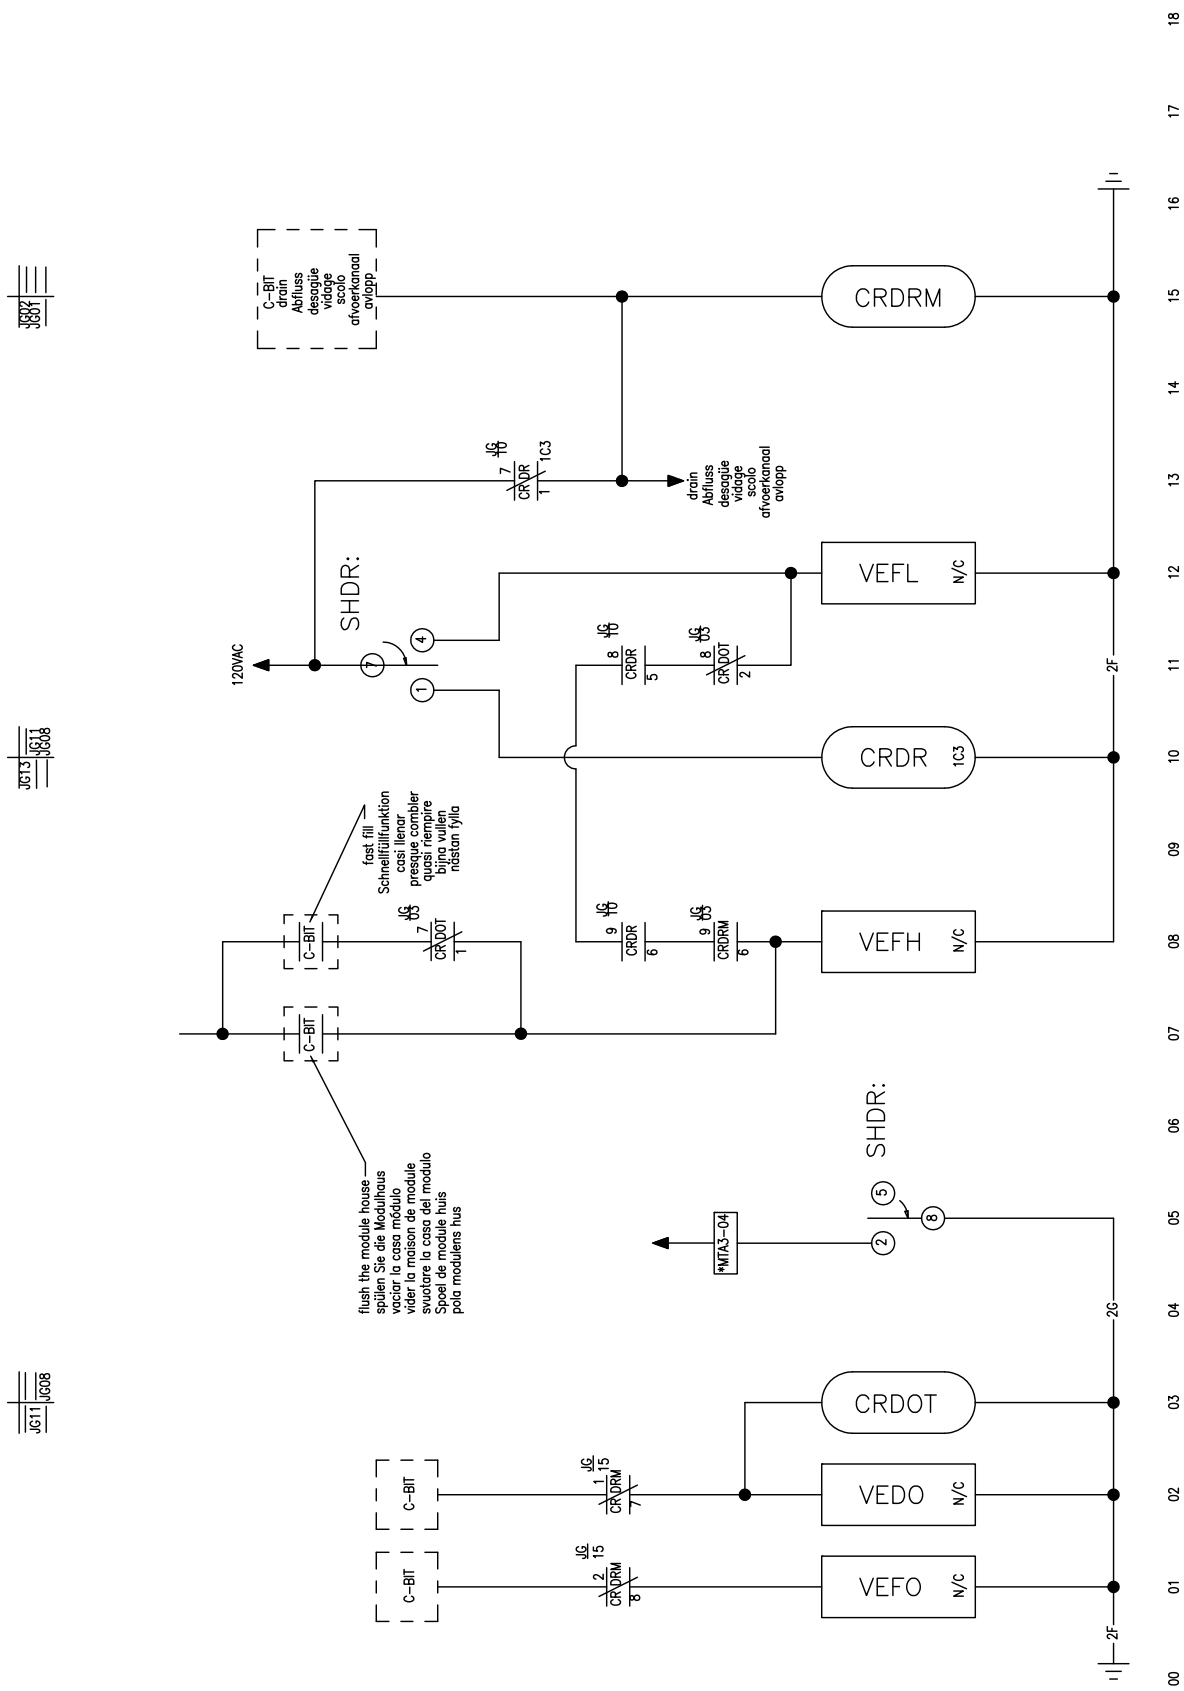 18
17
16
15
14
13
12
11
10
09
08
07
06
05
04
03
02
01
00
JG02
JG01
C-BIT
drain
Abfluss
desagüe
vidage
scolo
afvoerkanaal
avlopp
CRDRM
JG
10
7
CRDR
1
1C3
drain
Abfluss
desagüe
vidage
scolo
afvoerkanaal
avlopp
SHDR:
120VAC
7
4
1
VEFL
N/C
JG
10
8
CRDR
5
JG
03
8
CRDOT
2
2F
JG13
JG11
JG08
CRDR
1C3
fast fill
Schnellfüllfunktion
casi llenar
presque combler
quasi riempire
bijna vullen
nästan fylla
C-BIT
JG
03
7
CRDOT
1
JG
10
9
CRDR
6
JG
03
9
CRDRM
6
VEFH
N/C
C-BIT
flush the module house
spülen Sie die Modulhaus
vaciar la casa módulo
vider la maison de module
svuotare la casa del modulo
Spoel de module huis
pola modulens hus
SHDR:
5
8
2
*MTA3-04
2G
JG11
JG08
CRDOT
C-BIT
JG
15
1
CRDRM
7
VEDO
N/C
C-BIT
JG
15
2
CRDRM
8
VEFO
N/C
2F